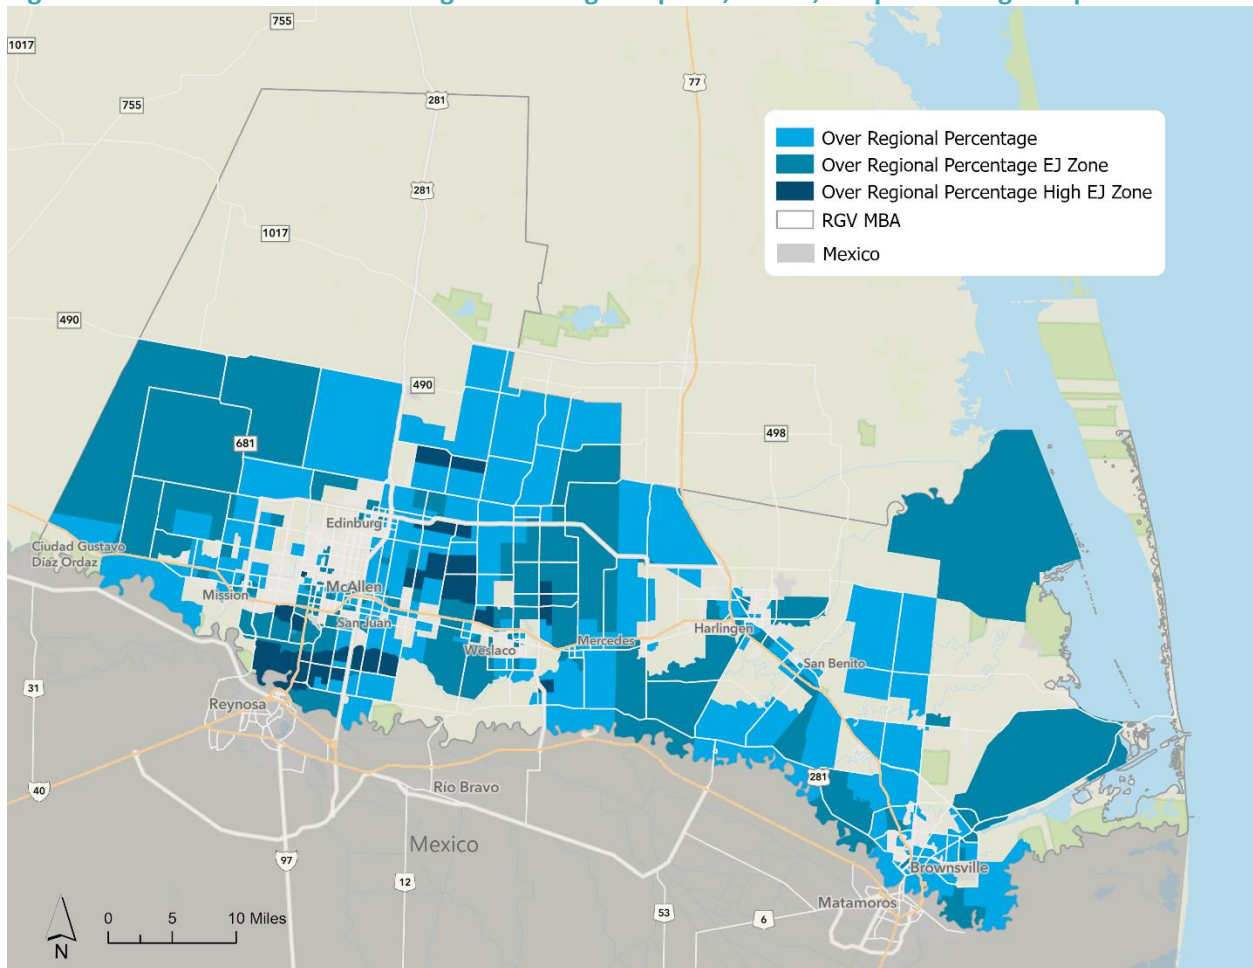 755
1017
77
281
755
Over Regional Percentage
Over Regional Percentage EJ Zone
Over Regional Percentage High EJ Zone
RGV MBA
Mexico
281
1017
490
490
498
681
Edinburg
Ciudad Gustavo
Díaz Ordaz
McAllen
Mission
San Juan
Mercedes
Harlingen
Weslaco
San Benito
31
Reynosa
281
40
Río Bravo
Mexico
97
Brownsville
12
Matamoros
53
6
0 5 10 Miles
N